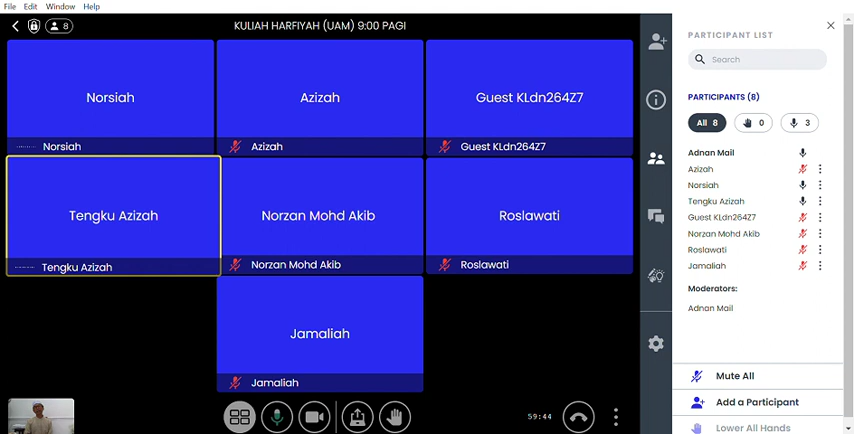 File Edit Window Help
8
KULIAH HARFIYAH (UAM) 9:00 PAGI
Norsiah
Norsiah
Azizah
Azizah
Guest KLdn264Z7
Guest KLdn264Z7
Tengku Azizah
Tengku Azizah
Norzan Mohd Akib
Norzan Mohd Akib
Roslawati
Roslawati
Jamaliah
Jamaliah
59:44
PARTICIPANT LIST
Search
PARTICIPANTS (8)
All 8
0
3
Adnan Mail
Azizah
Norsiah
Tengku Azizah
Guest KLdn264Z7
Norzan Mohd Akib
Roslawati
Jamaliah
Moderators:
Adnan Mail
Mute All
Add a Participant
Lower All Hands